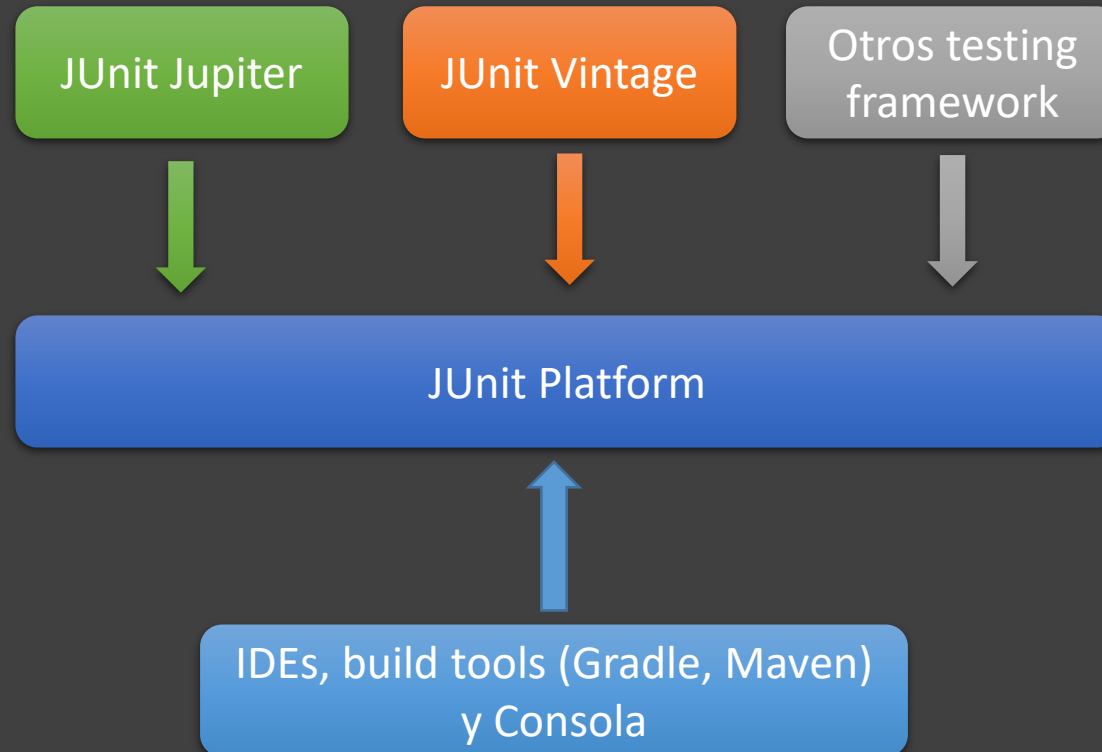 JUnit Jupiter
JUnit Vintage
Otros testing
framework
JUnit Platform
IDEs, build tools (Gradle, Maven)
y Consola